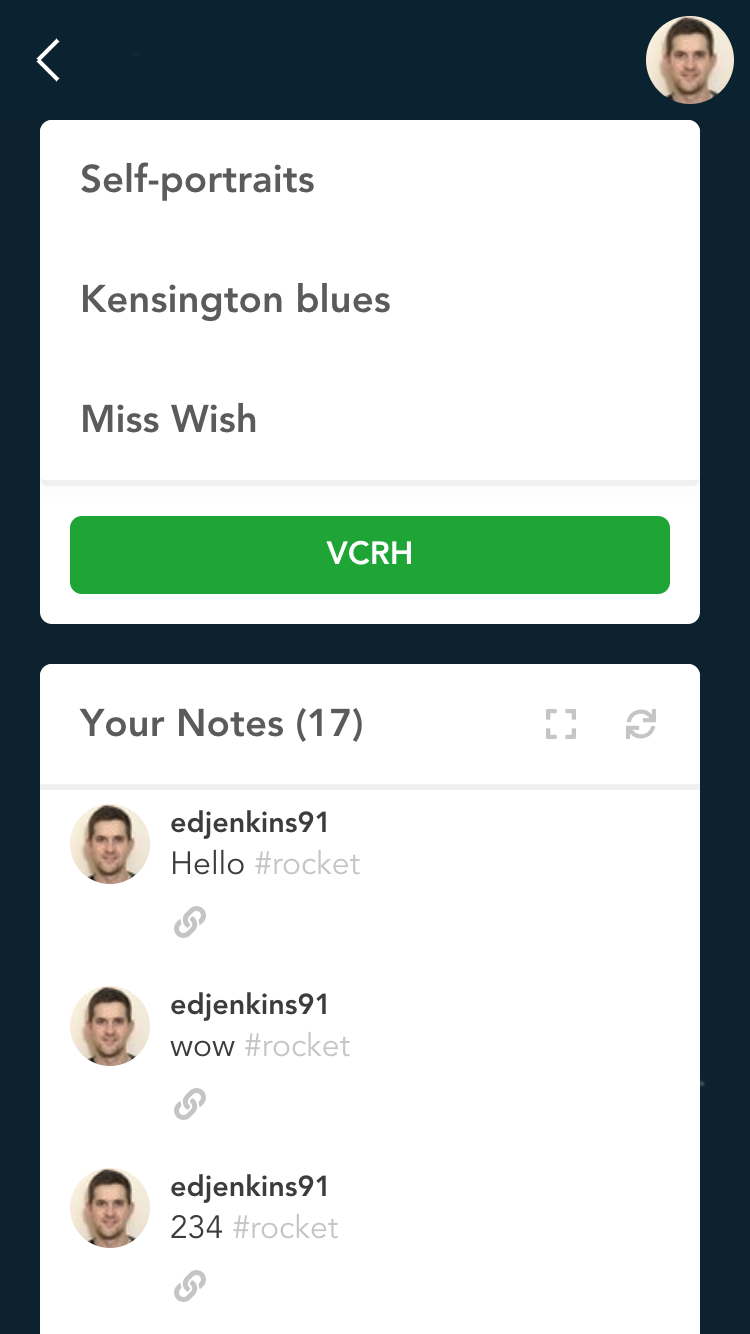 Self-portraits
Kensington blues
Miss Wish
VCRH
Your Notes (17)
edjenkins91
Hello #rocket
edjenkins91
wow #rocket
edjenkins91
234 #rocket